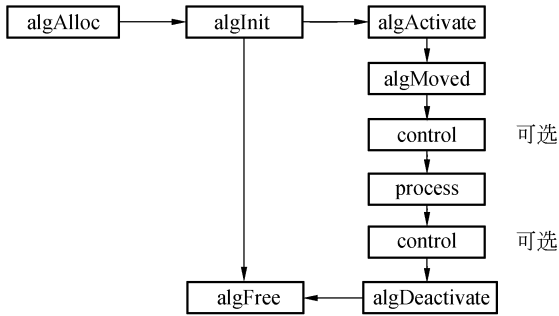 algAlloc algInit algActivate
algMoved
control 可选
process
control 可选
algFree algDeactivate